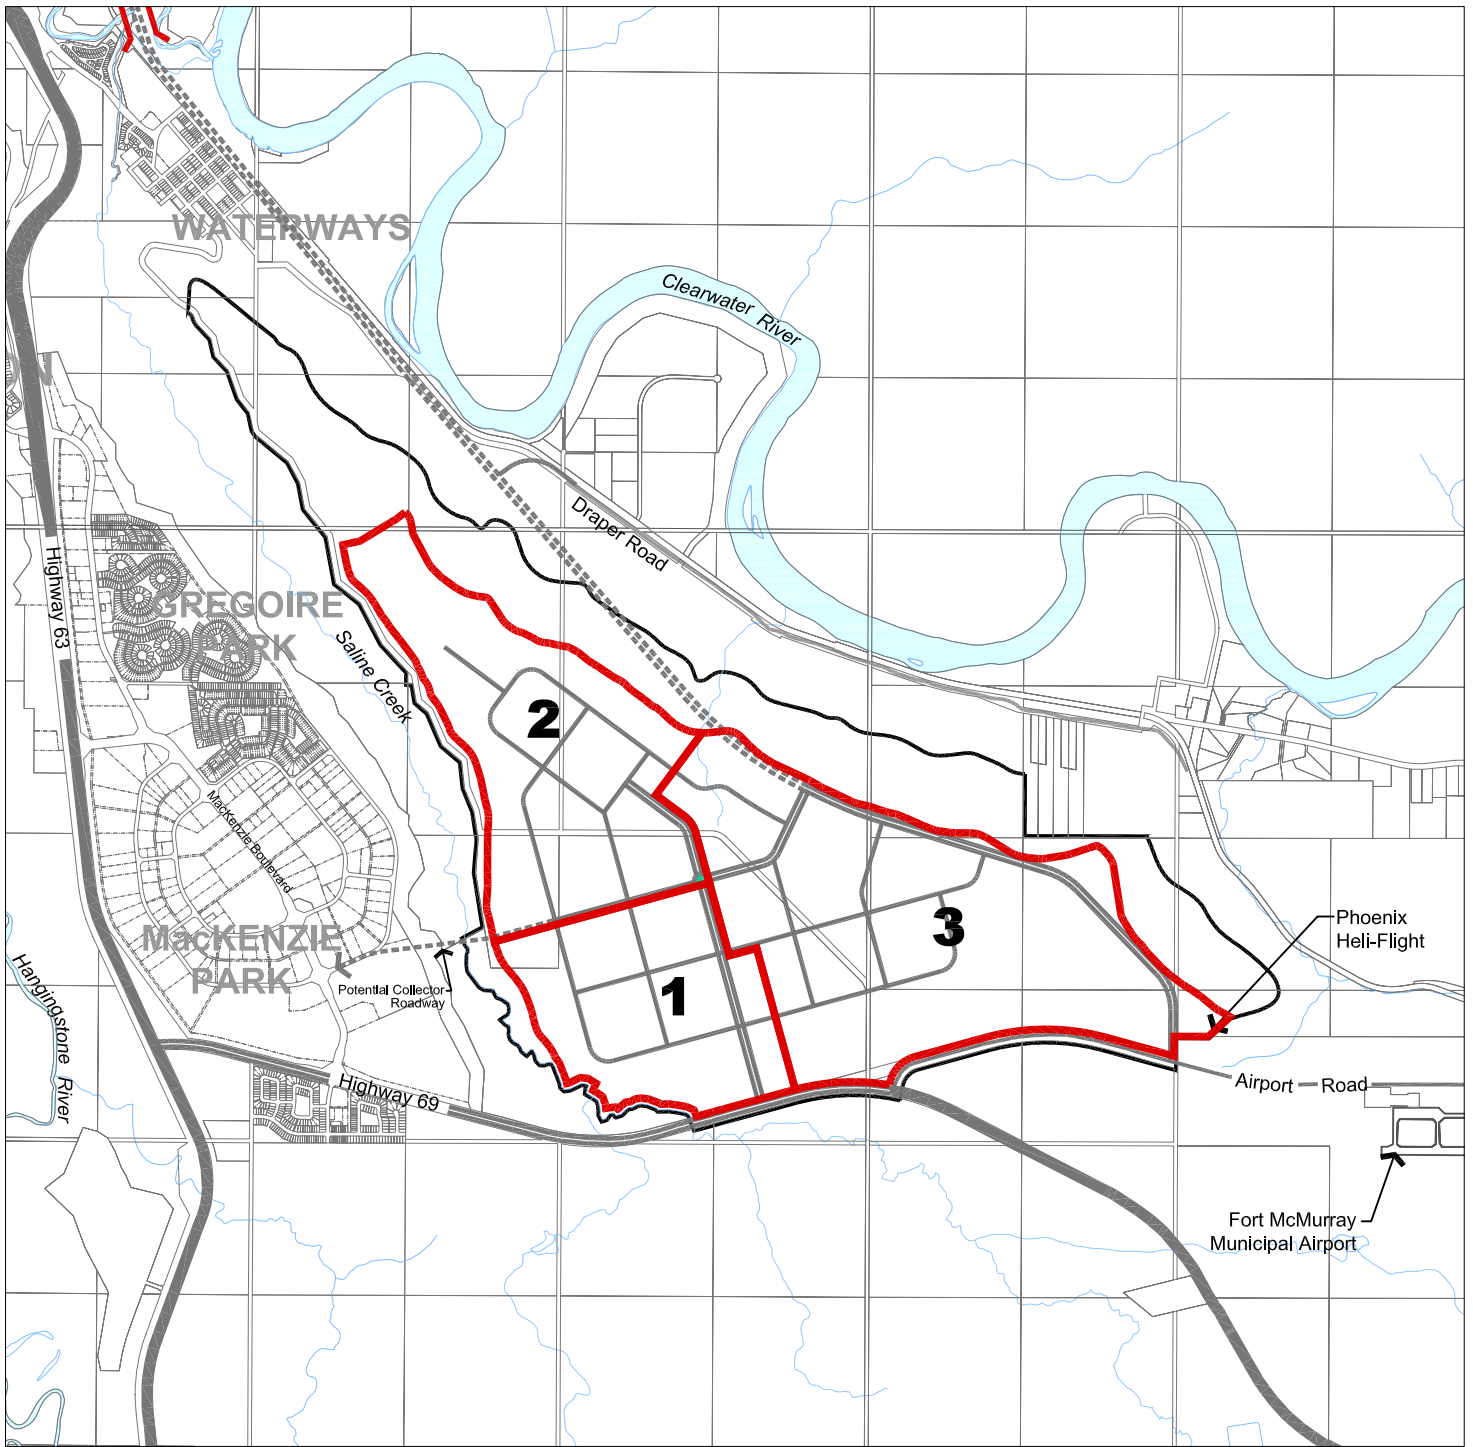 WATERWAYS
Clearwater River
ON
Draper Road
Highway 63
GREGOIRE
PARK
Saline Creek
2
MacKenzie Boulevard
3
Phoenix
Heli-Flight
MacKENZIE
PARK
Potential Collector
Roadway
1
Hangingstone River
Highway 69
Airport Road
Fort McMurray
Municipal Airport